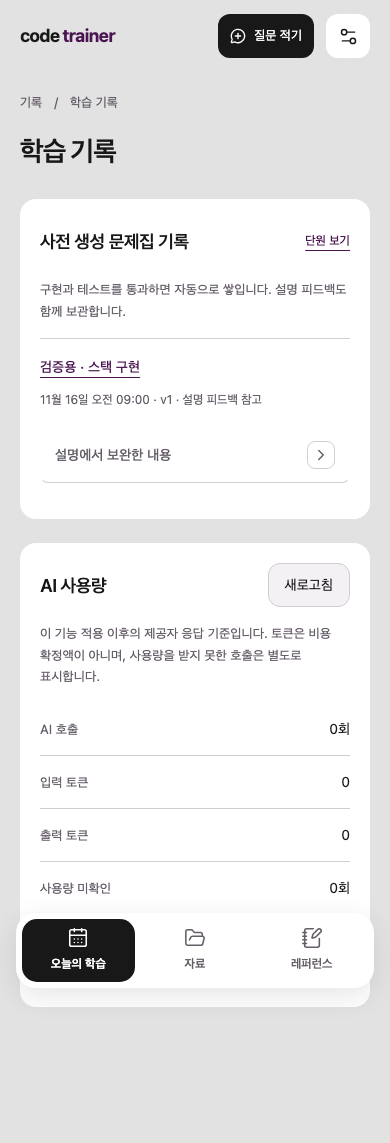 code trainer
질문 적기
기록 / 학습 기록
학습 기록
사전 생성 문제집 기록
단원 보기
구현과 테스트를 통과하면 자동으로 쌓입니다. 설명 피드백도
함께 보관합니다.
검증용 · 스택 구현
11월 16일 오전 09:00 · v1 · 설명 피드백 참고
설명에서 보완한 내용
AI 사용량
새로고침
이 기능 적용 이후의 제공자 응답 기준입니다. 토큰은 비용
확정액이 아니며, 사용량을 받지 못한 호출은 별도로
표시합니다.
AI 호출 0회
입력 토큰 0
출력 토큰 0
사용량 미확인 0회
오늘의 학습
자료
레퍼런스